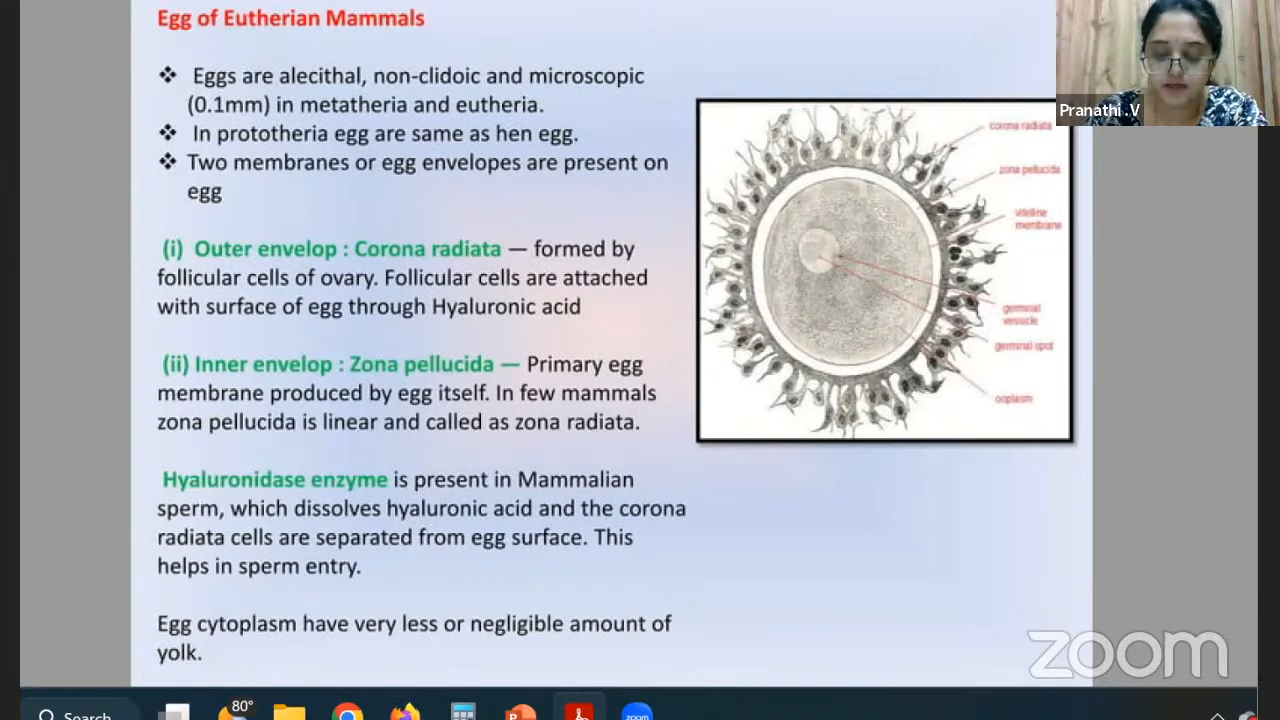 Egg of Eutherian Mammals
❖ Eggs are alecithal, non-clidoic and microscopic
(0.1mm) in metatheria and eutheria.
❖ In prototheria egg are same as hen egg.
❖ Two membranes or egg envelopes are present on
egg
(i) Outer envelop : Corona radiata — formed by
follicular cells of ovary. Follicular cells are attached
with surface of egg through Hyaluronic acid
(ii) Inner envelop : Zona pellucida — Primary egg
membrane produced by egg itself. In few mammals
zona pellucida is linear and called as zona radiata.
Hyaluronidase enzyme is present in Mammalian
sperm, which dissolves hyaluronic acid and the corona
radiata cells are separated from egg surface. This
helps in sperm entry.
Egg cytoplasm have very less or negligible amount of
yolk.
corona radiata
zona pellucida
vitelline
membrane
germinal
vessicle
germinal spot
ooplasm
Pranathi .V
zoom
Search
80°
P
zoom